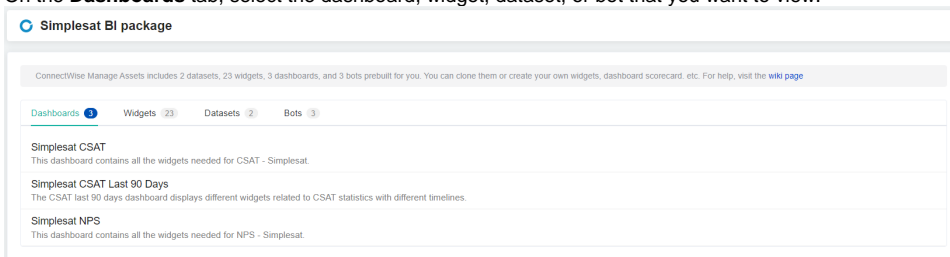 On the Dashboards tab, select the dashboard, widget, dataset, or bot that you want to view.
Simplesat BI package
ConnectWise Manage Assets includes 2 datasets, 23 widgets, 3 dashboards, and 3 bots prebuilt for you. You can clone them or create your own widgets, dashboard scorecard. etc. For help, visit the wiki page
Dashboards 3 Widgets 23 Datasets 2 Bots 3
Simplesat CSAT
This dashboard contains all the widgets needed for CSAT - Simplesat.
Simplesat CSAT Last 90 Days
The CSAT last 90 days dashboard displays different widgets related to CSAT statistics with different timelines.
Simplesat NPS
This dashboard contains all the widgets needed for NPS - Simplesat.